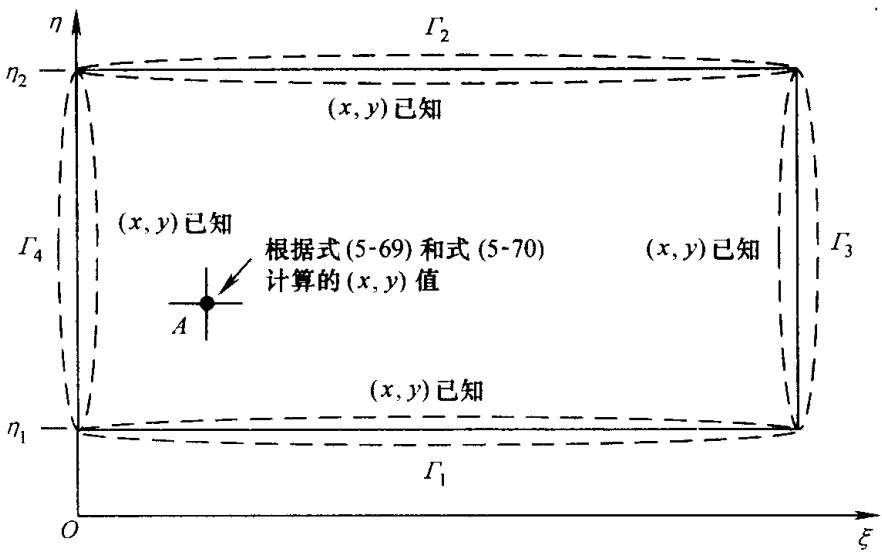 η
Γ₂
η₂
(x, y) 已知
(x, y) 已知
Γ₄
根据式 (5-69) 和式 (5-70)
计算的 (x, y) 值
(x, y) 已知
Γ₃
A
(x, y) 已知
η₁
Γ₁
O
ξ